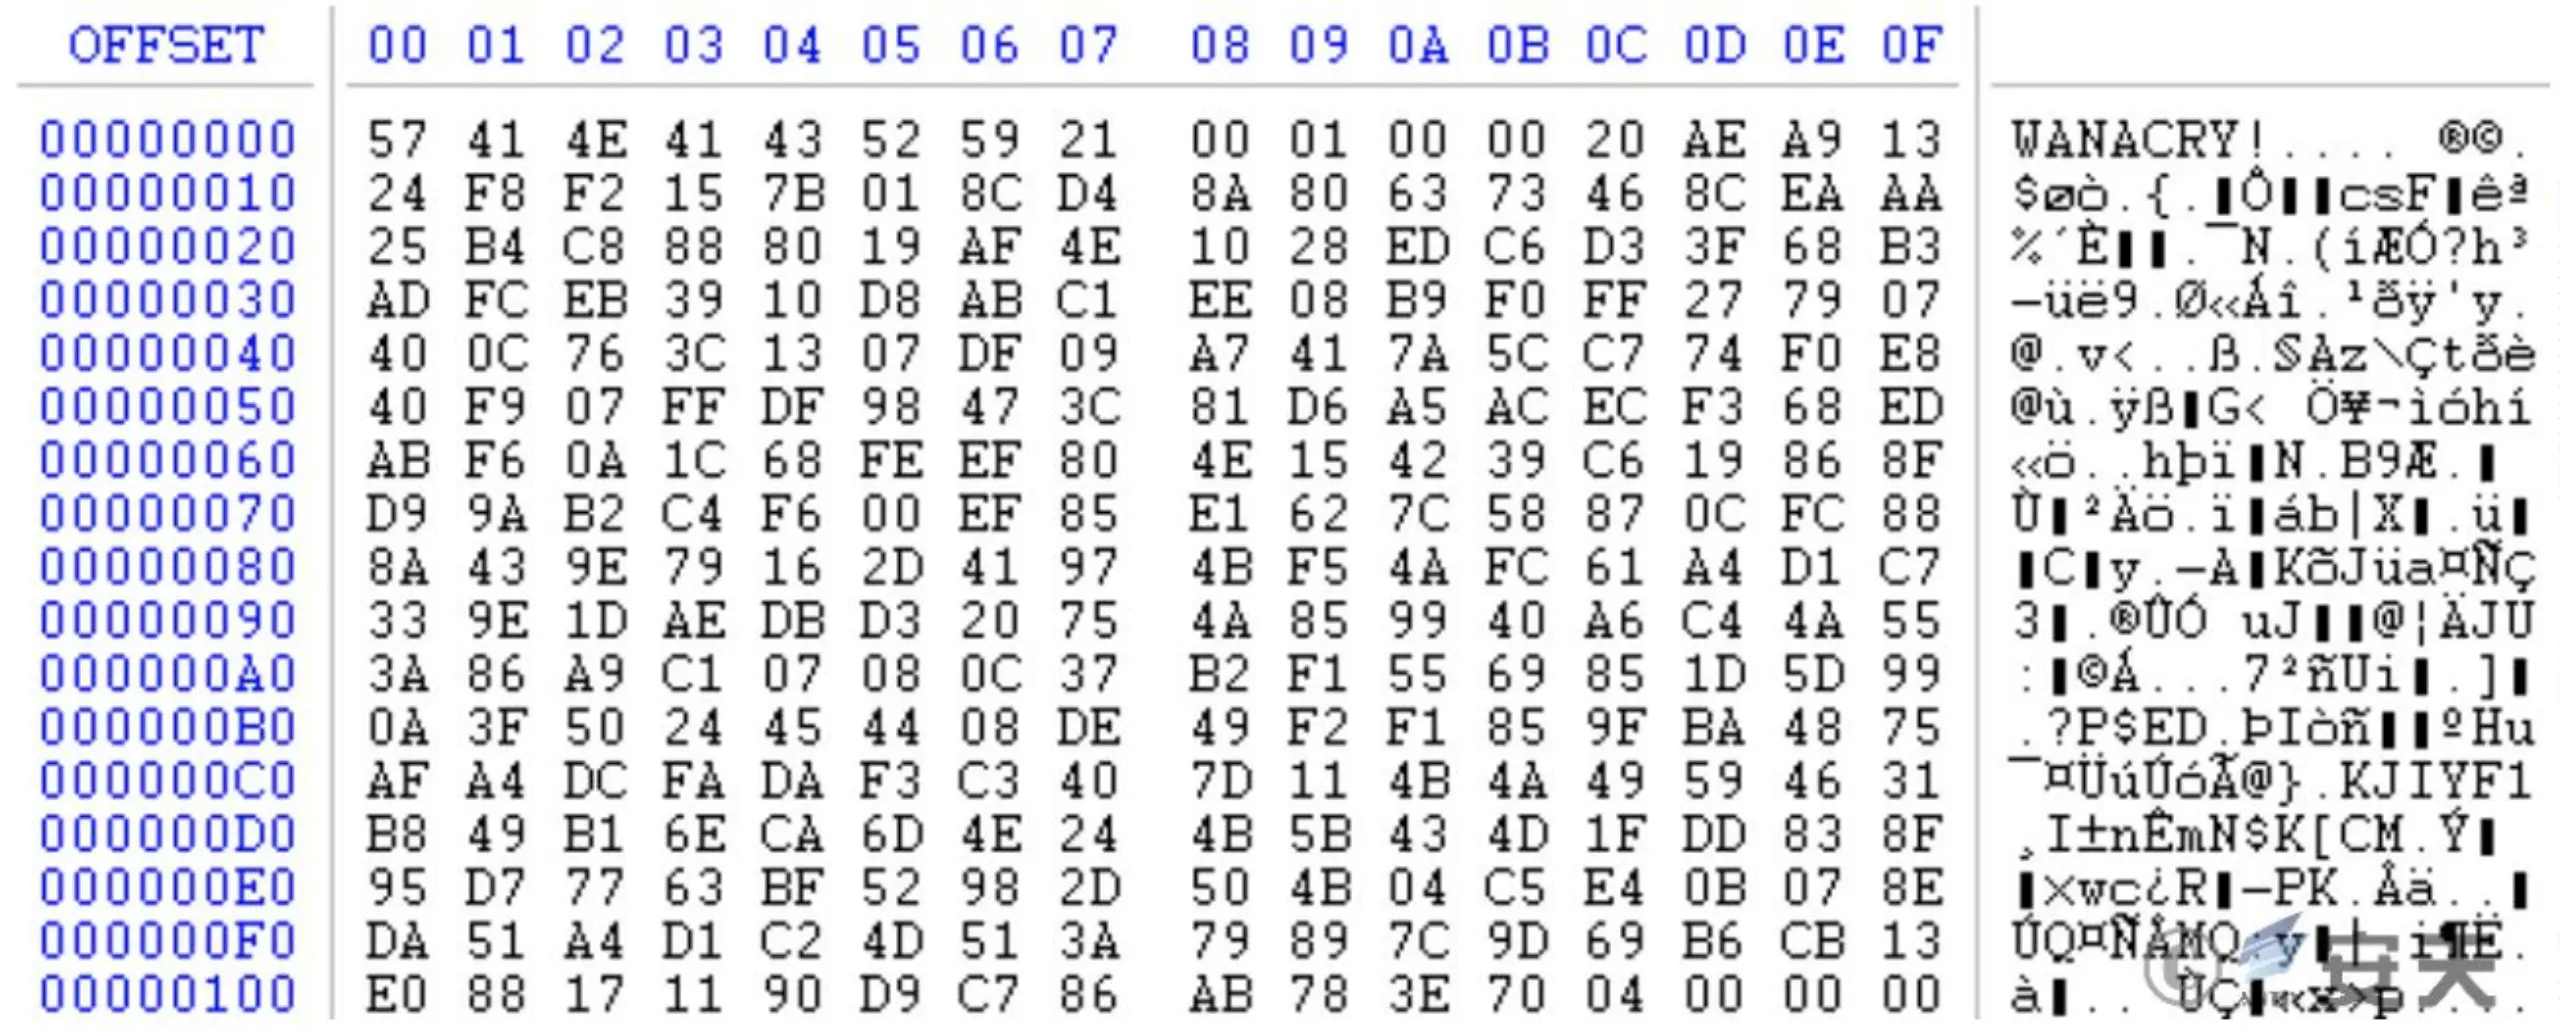 OFFSET 00 01 02 03 04 05 06 07 08 09 0A 0B 0C 0D 0E 0F
00000000 57 41 4E 41 43 52 59 21 00 01 00 00 20 AE A9 13 WANACRY!.... ®©.
00000010 24 F8 F2 15 7B 01 8C D4 8A 80 63 73 46 8C EA AA $øò.{.▮Ô▮▮csF▮êª
00000020 25 B4 C8 88 80 19 AF 4E 10 28 ED C6 D3 3F 68 B3 %´È▮▮.¯N.(íÆÓ?h³
00000030 AD FC EB 39 10 D8 AB C1 EE 08 B9 F0 FF 27 79 07 –üë9.Ø«Áî.¹ðÿ'y.
00000040 40 0C 76 3C 13 07 DF 09 A7 41 7A 5C C7 74 F0 E8 @.v<..ß.§Az\Çtðè
00000050 40 F9 07 FF DF 98 47 3C 81 D6 A5 AC EC F3 68 ED @ù.ÿß▮G< Ö¥¬ìóhí
00000060 AB F6 0A 1C 68 FE EF 80 4E 15 42 39 C6 19 86 8F «ö..hþï▮N.B9Æ.▮
00000070 D9 9A B2 C4 F6 00 EF 85 E1 62 7C 58 87 0C FC 88 Ù▮²Äö.ï▮áb|X▮.ü▮
00000080 8A 43 9E 79 16 2D 41 97 4B F5 4A FC 61 A4 D1 C7 ▮C▮y.–A▮KõJüa¤ÑÇ
00000090 33 9E 1D AE DB D3 20 75 4A 85 99 40 A6 C4 4A 55 3▮.®ÛÓ uJ▮▮@¦ÄJU
000000A0 3A 86 A9 C1 07 08 0C 37 B2 F1 55 69 85 1D 5D 99 :▮©Á...7²ñUi▮.]▮
000000B0 0A 3F 50 24 45 44 08 DE 49 F2 F1 85 9F BA 48 75 .?P$ED.ÞIòñ▮▮ºHu
000000C0 AF A4 DC FA DA F3 C3 40 7D 11 4B 4A 49 59 46 31 ¯¤ÜúÚóÃ@}.KJIYF1
000000D0 B8 49 B1 6E CA 6D 4E 24 4B 5B 43 4D 1F DD 83 8F ¸I±nÊmN$K[CM.Ý▮
000000E0 95 D7 77 63 BF 52 98 2D 50 4B 04 C5 E4 0B 07 8E ▮×wc¿R▮–PK.Åä..▮
000000F0 DA 51 A4 D1 C2 4D 51 3A 79 89 7C 9D 69 B6 CB 13 ÚQ¤ÑÂMQ:y▮| i¶Ë.
00000100 E0 88 17 11 90 D9 C7 86 AB 78 3E 70 04 00 00 00 à▮.. ÙÇ▮«x>p....
安天